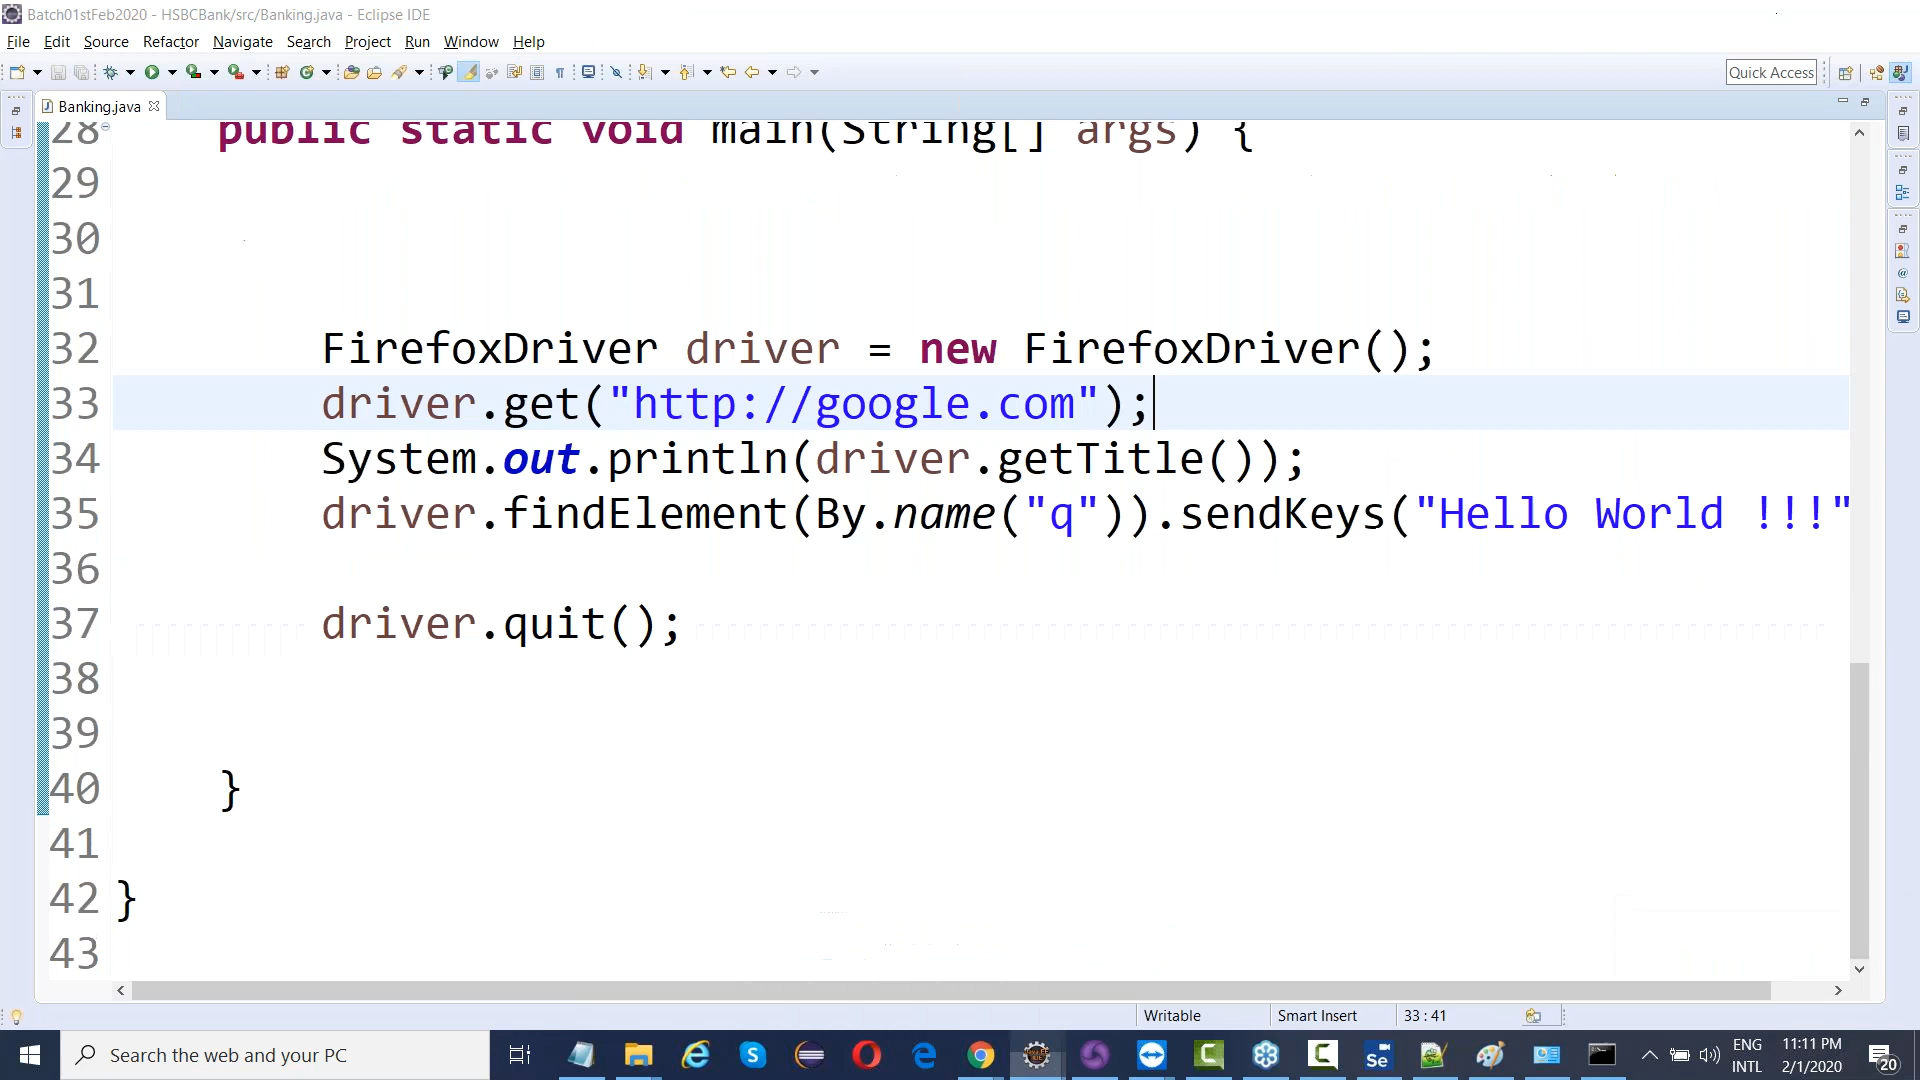 Batch01stFeb2020 - HSBCBank/src/Banking.java - Eclipse IDE
File Edit Source Refactor Navigate Search Project Run Window Help
Quick Access
Banking.java
28 public static void main(String[] args) {
29
30
31
32 FirefoxDriver driver = new FirefoxDriver();
33 driver.get("http://google.com");
34 System.out.println(driver.getTitle());
35 driver.findElement(By.name("q")).sendKeys("Hello World !!!"
36
37 driver.quit();
38
39
40 }
41
42 }
43
Writable Smart Insert 33 : 41
Search the web and your PC
ENG 11:11 PM
INTL 2/1/2020
20